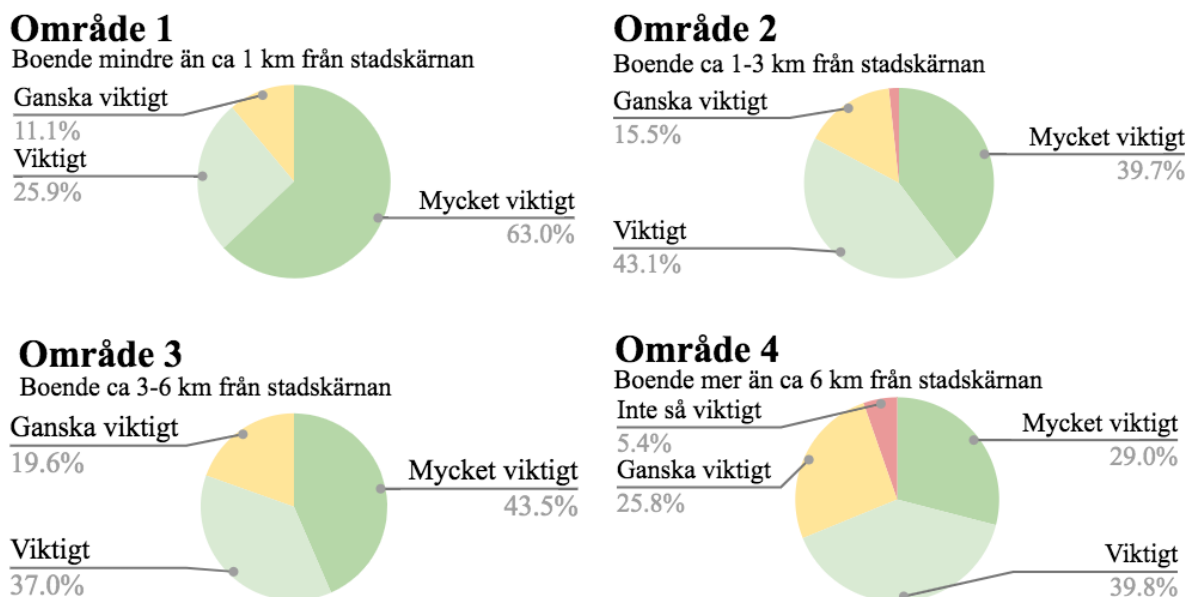 Område 1
Boende mindre än ca 1 km från stadskärnan
Ganska viktigt
11.1%
Viktigt
25.9%
Mycket viktigt
63.0%
Område 2
Boende ca 1-3 km från stadskärnan
Ganska viktigt
15.5%
Mycket viktigt
39.7%
Viktigt
43.1%
Område 3
Boende ca 3-6 km från stadskärnan
Ganska viktigt
19.6%
Mycket viktigt
43.5%
Viktigt
37.0%
Område 4
Boende mer än ca 6 km från stadskärnan
Inte så viktigt
5.4%
Mycket viktigt
29.0%
Ganska viktigt
25.8%
Viktigt
39.8%